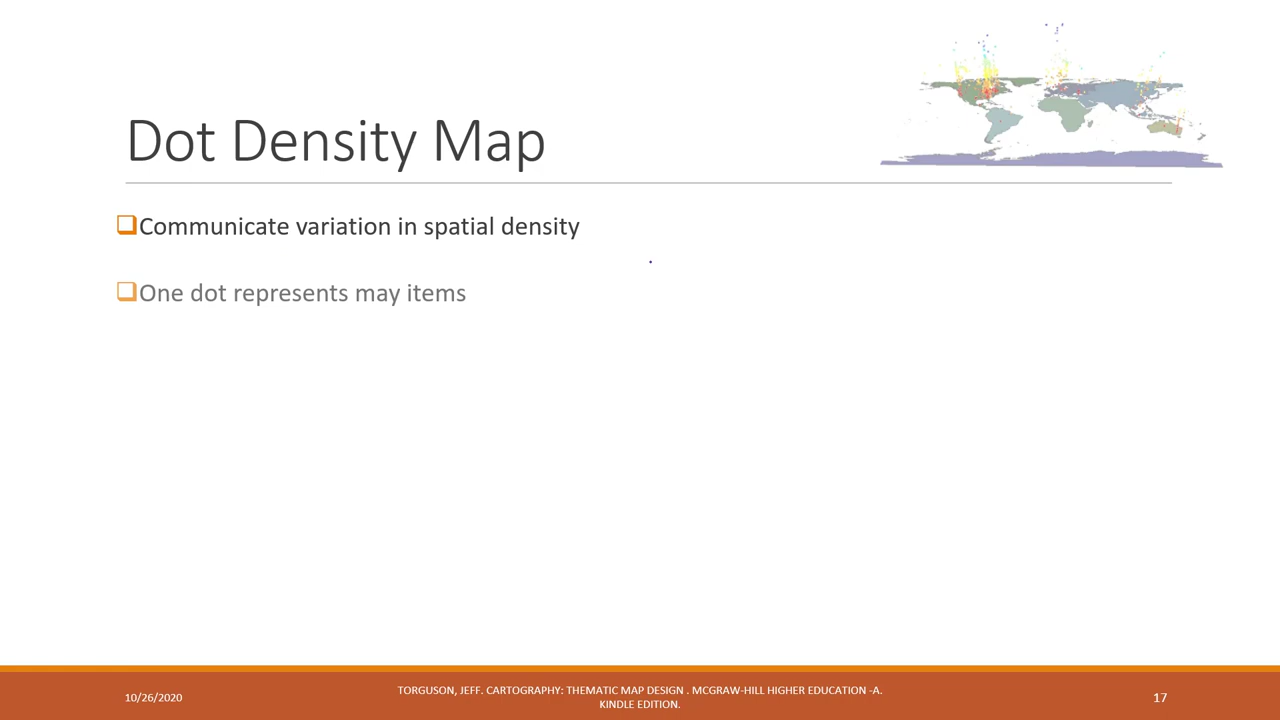 Dot Density Map
Communicate variation in spatial density
One dot represents may items
10/26/2020
TORGUSON, JEFF. CARTOGRAPHY: THEMATIC MAP DESIGN . MCGRAW-HILL HIGHER EDUCATION -A.
KINDLE EDITION.
17